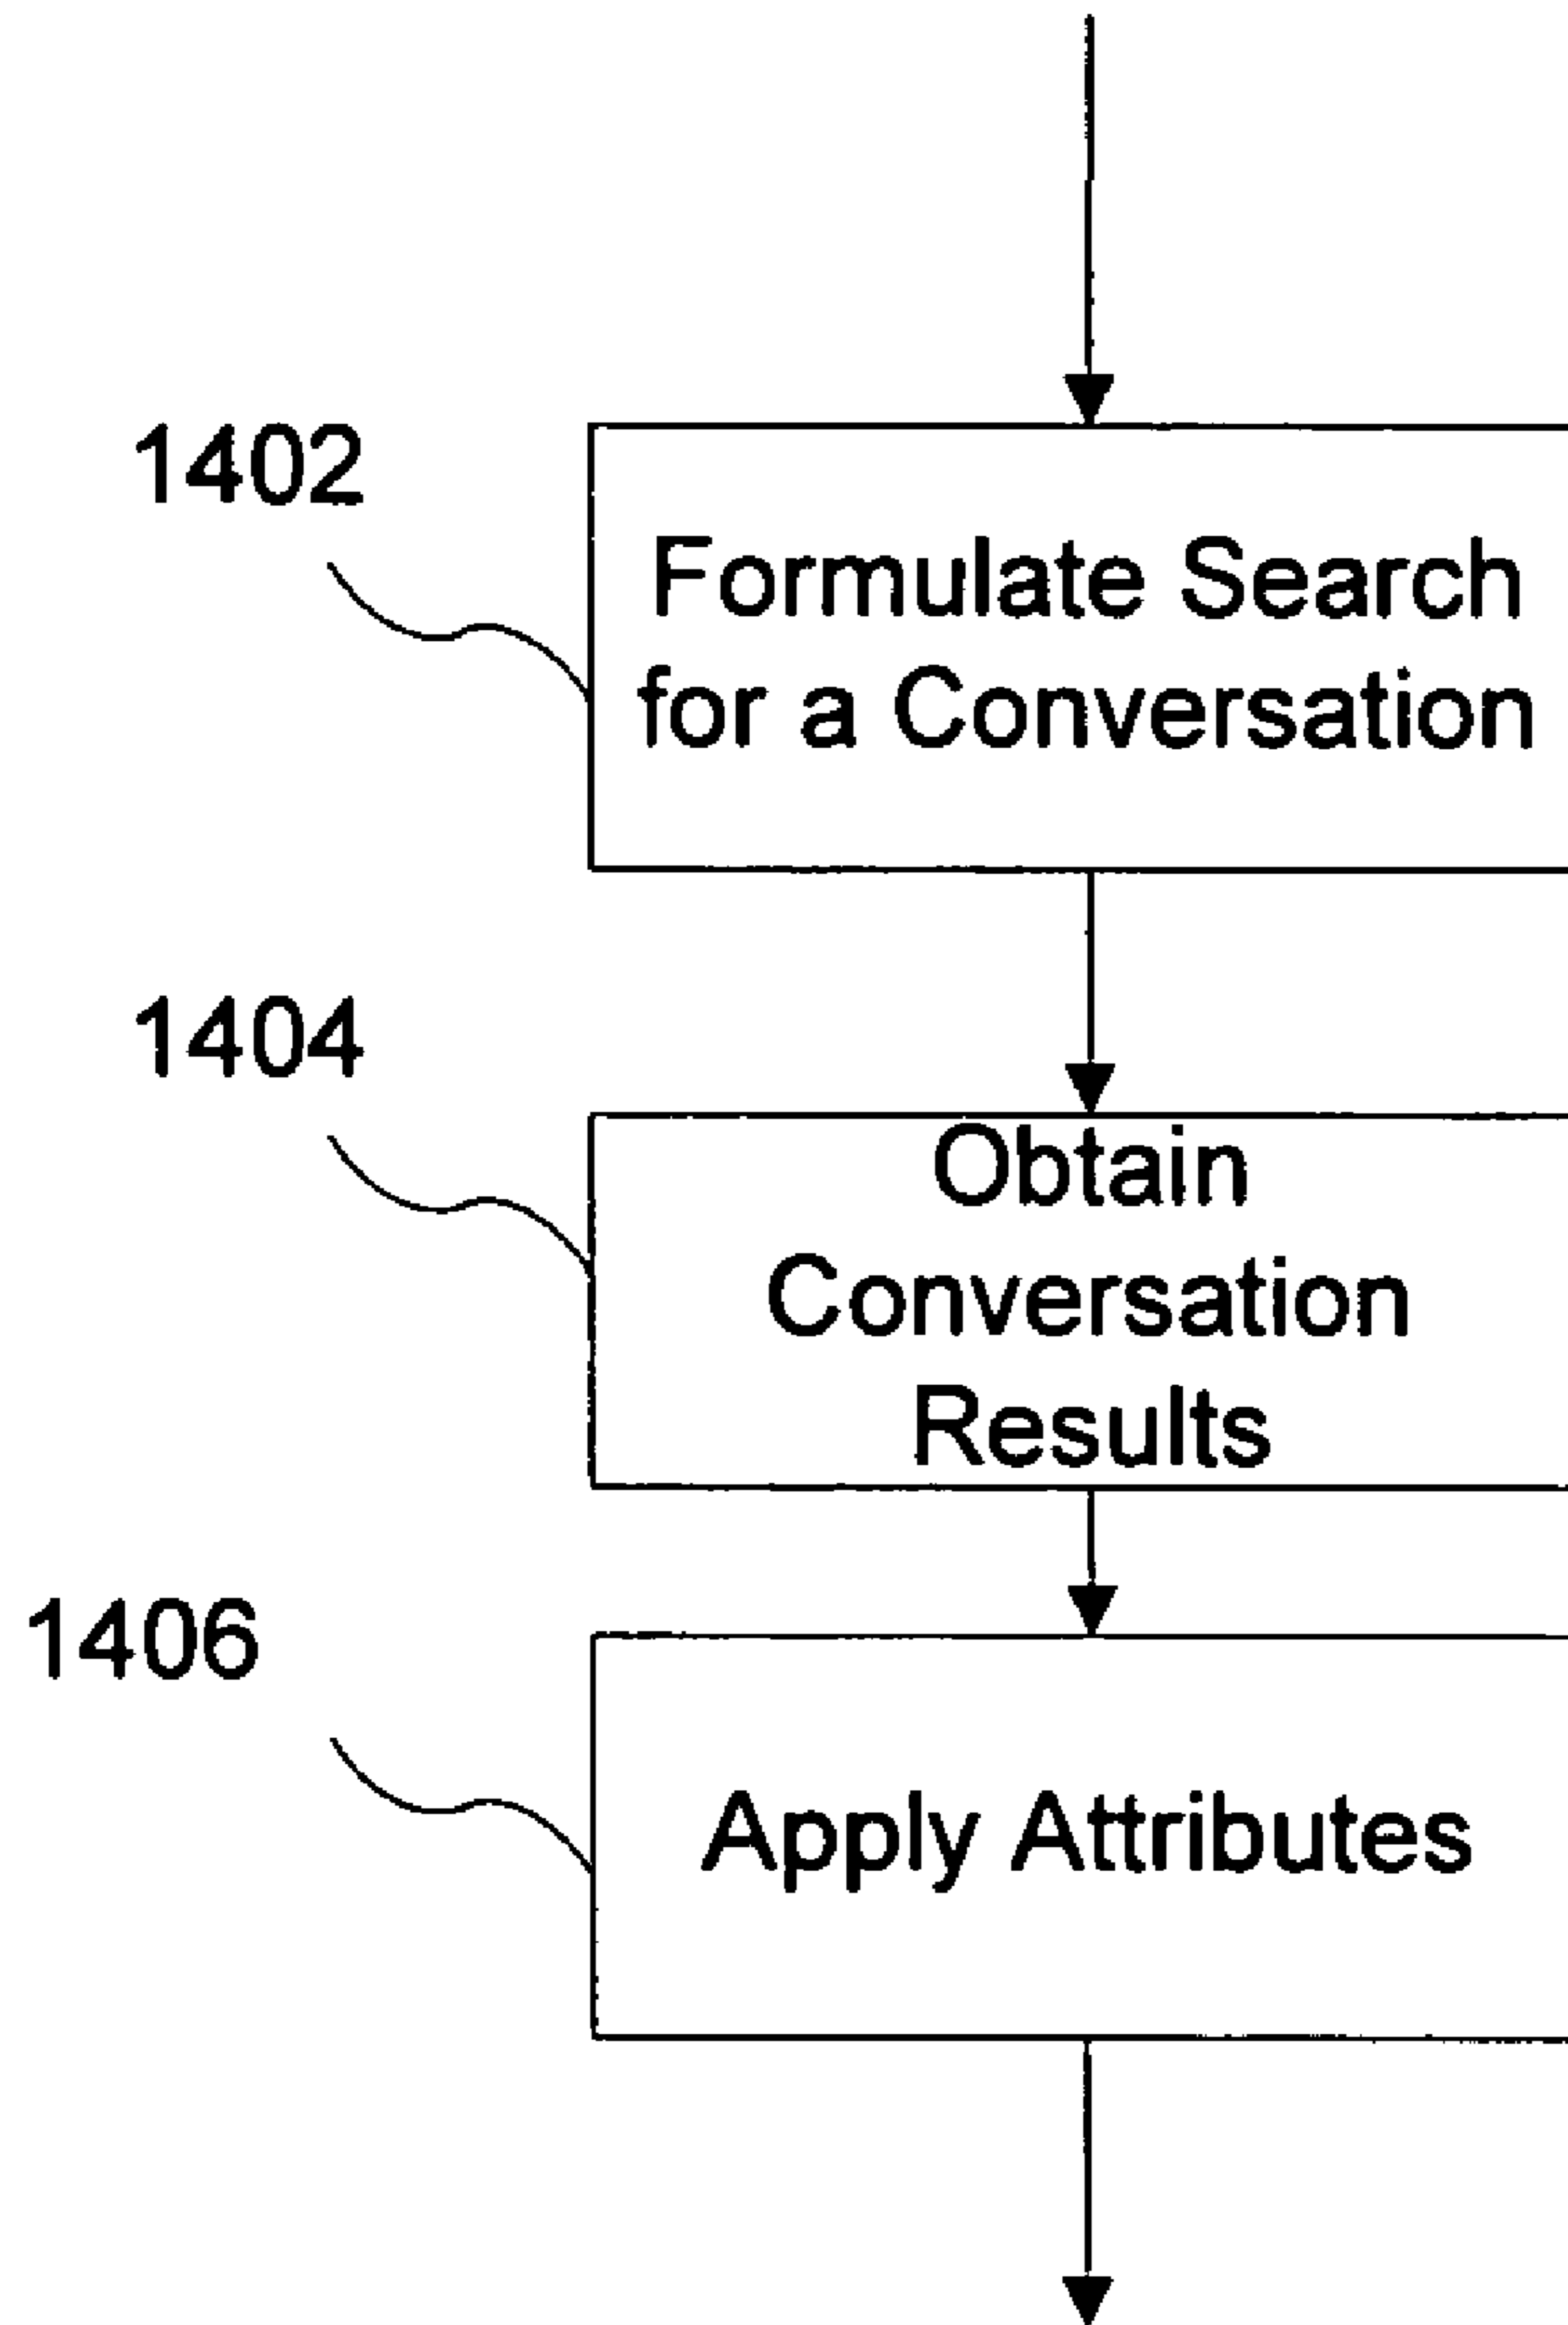 1402
Formulate Search
for a Conversation
1404
Obtain
Conversation
Results
1406
Apply Attributes